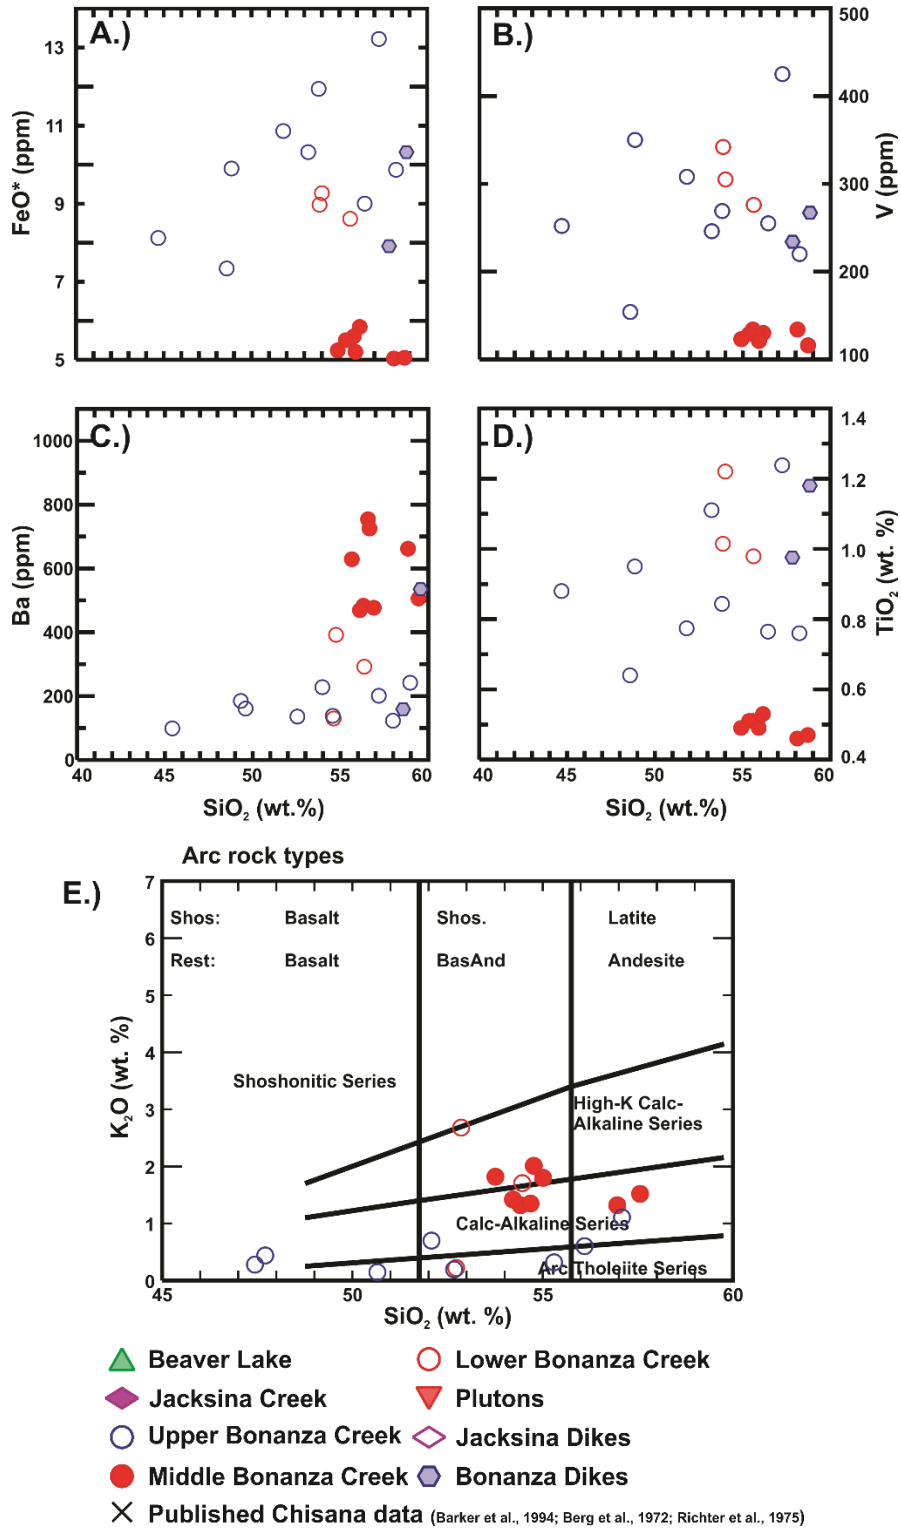 A.)
B.)
13
11
9
7
5
FeO* (ppm)
500
400
300
200
100
V (ppm)
C.)
D.)
1000
800
600
400
200
0
Ba (ppm)
1.4
1.2
1.0
0.8
0.6
0.4
TiO₂ (wt. %)
40 45 50 55 60
40 45 50 55 60
SiO₂ (wt.%)
SiO₂ (wt.%)
Arc rock types
E.)
7
6
5
4
3
2
1
0
K₂O (wt. %)
Shos: Basalt Shos. Latite
Rest: Basalt BasAnd Andesite
Shoshonitic Series
High-K Calc-
Alkaline Series
Calc-Alkaline Series
Arc Tholeiite Series
45 50 55 60
SiO₂ (wt. %)
Beaver Lake
Lower Bonanza Creek
Jacksina Creek
Plutons
Upper Bonanza Creek
Jacksina Dikes
Middle Bonanza Creek
Bonanza Dikes
Published Chisana data (Barker et al., 1994; Berg et al., 1972; Richter et al., 1975)